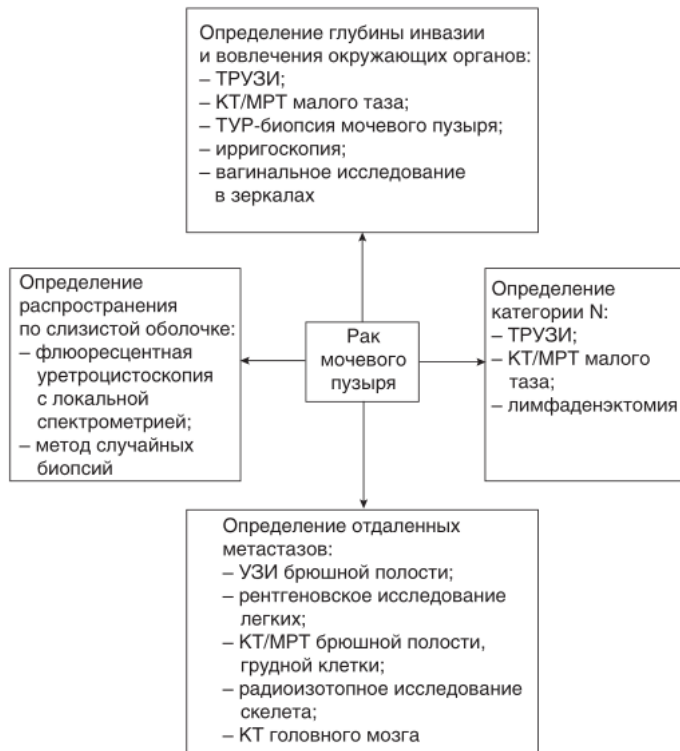 Определение глубины инвазии
и вовлечения окружающих органов:
– ТРУЗИ;
– КТ/МРТ малого таза;
– ТУР-биопсия мочевого пузыря;
– ирригоскопия;
– вагинальное исследование
в зеркалах
Определение
распространения
по слизистой оболочке:
– флюоресцентная
уретроцистоскопия
с локальной
спектрометрией;
– метод случайных
биопсий
Рак
мочевого
пузыря
Определение
категории N:
– ТРУЗИ;
– КТ/МРТ малого
таза;
– лимфаденэктомия
Определение отдаленных
метастазов:
– УЗИ брюшной полости;
– рентгеновское исследование
легких;
– КТ/МРТ брюшной полости,
грудной клетки;
– радиоизотопное исследование
скелета;
– КТ головного мозга